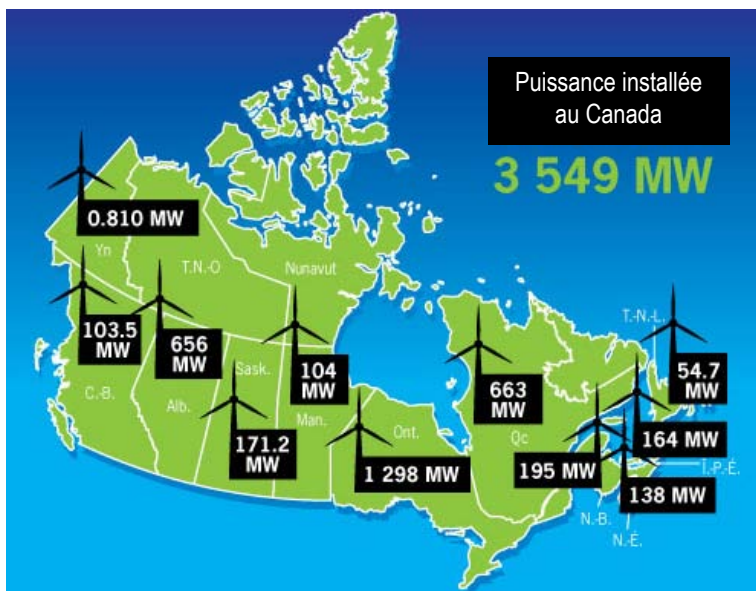 Puissance installée
au Canada
3 549 MW
0.810 MW
Yn
T.N.-O
Nunavut
103.5
MW
656
MW
104
MW
663
MW
T.-N.-L.
54.7
MW
C.-B.
Alb.
Sask.
171.2
MW
Man.
Ont.
1 298 MW
Qc
195 MW
164 MW
Î.-P.-É.
138 MW
N.-B.
N.-É.